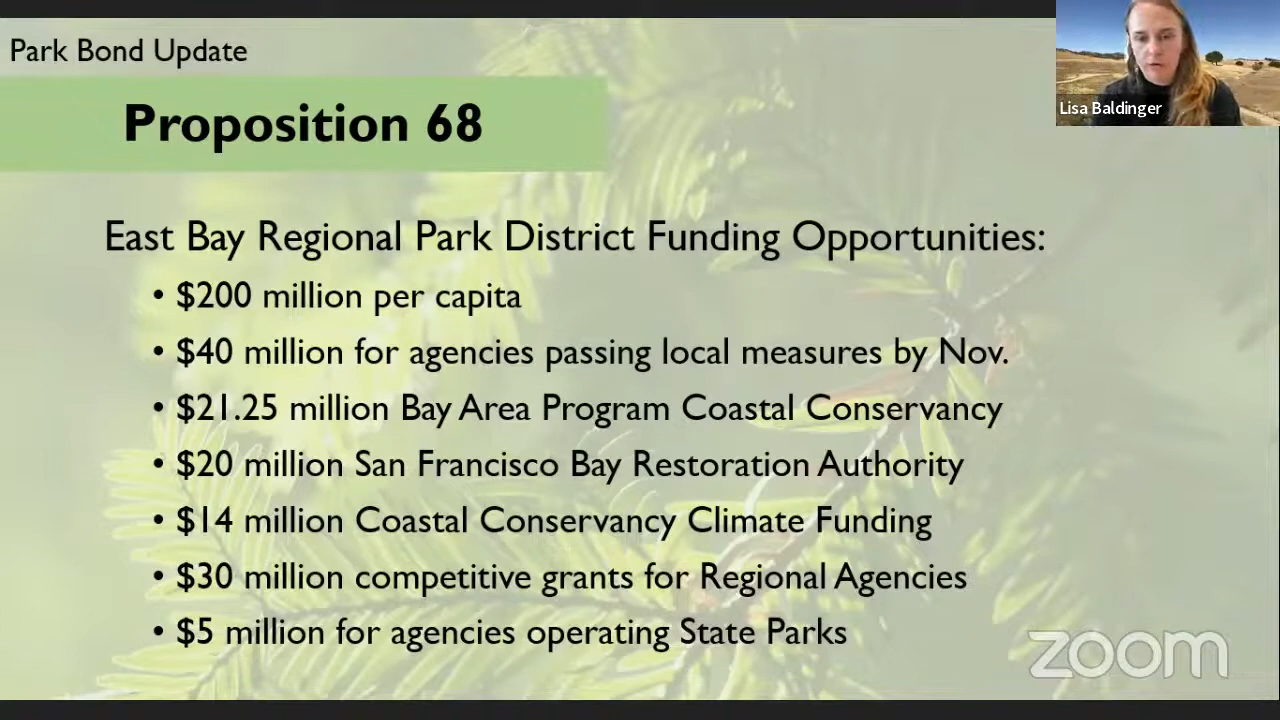 Park Bond Update
Lisa Baldinger
Proposition 68
East Bay Regional Park District Funding Opportunities:
• $200 million per capita
• $40 million for agencies passing local measures by Nov.
• $21.25 million Bay Area Program Coastal Conservancy
• $20 million San Francisco Bay Restoration Authority
• $14 million Coastal Conservancy Climate Funding
• $30 million competitive grants for Regional Agencies
• $5 million for agencies operating State Parks
zoom